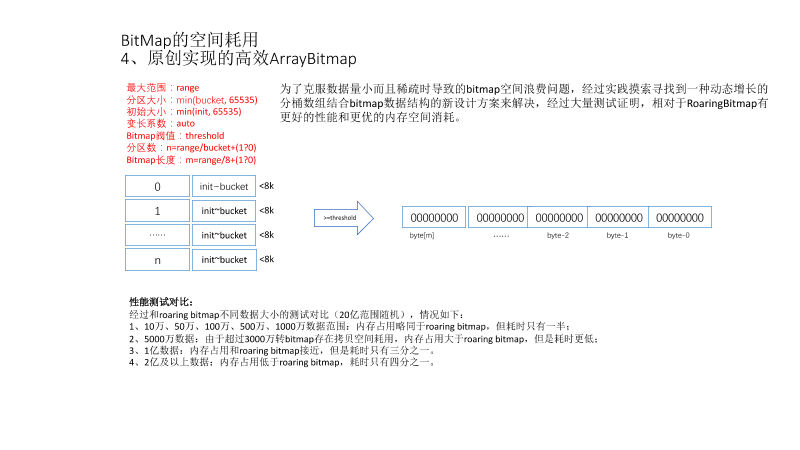 BitMap的空间耗用
4、原创实现的高效ArrayBitmap
最大范围：range
分区大小：min(bucket, 65535)
初始大小：min(init, 65535)
变长系数：auto
Bitmap阀值：threshold
分区数：n=range/bucket+(1?0)
Bitmap长度：m=range/8+(1?0)
为了克服数据量小而且稀疏时导致的bitmap空间浪费问题，经过实践摸索寻找到一种动态增长的
分桶数组结合bitmap数据结构的新设计方案来解决，经过大量测试证明，相对于RoaringBitmap有
更好的性能和更优的内存空间消耗。
0 init~bucket <8k
1 init~bucket <8k
…… init~bucket <8k
n init~bucket <8k
>=threshold
00000000 00000000 00000000 00000000 00000000
byte[m] …… byte-2 byte-1 byte-0
性能测试对比：
经过和roaring bitmap不同数据大小的测试对比（20亿范围随机），情况如下：
1、10万、50万、100万、500万、1000万数据范围：内存占用略同于roaring bitmap，但耗时只有一半；
2、5000万数据：由于超过3000万转bitmap存在拷贝空间耗用，内存占用大于roaring bitmap，但是耗时更低；
3、1亿数据：内存占用和roaring bitmap接近，但是耗时只有三分之一。
4、2亿及以上数据：内存占用低于roaring bitmap，耗时只有四分之一。